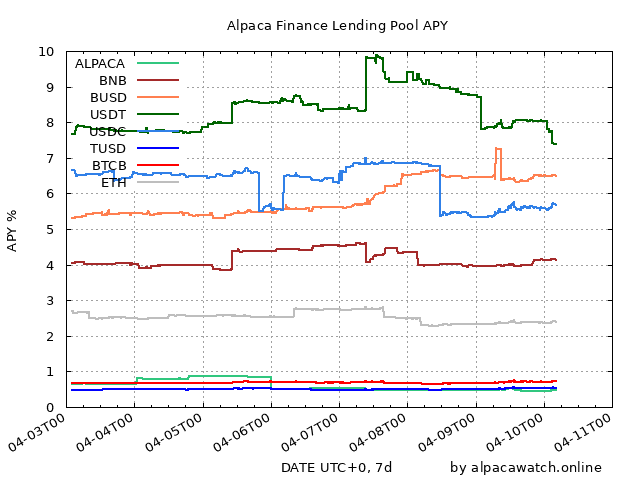 Alpaca Finance Lending Pool APY
10
9
8
7
6
5
4
3
2
1
0
APY %
ALPACA
BNB
BUSD
USDT
USDC
TUSD
BTCB
ETH
04-03T00
04-04T00
04-05T00
04-06T00
04-07T00
04-08T00
04-09T00
04-10T00
04-11T00
DATE UTC+0, 7d
by alpacawatch.online